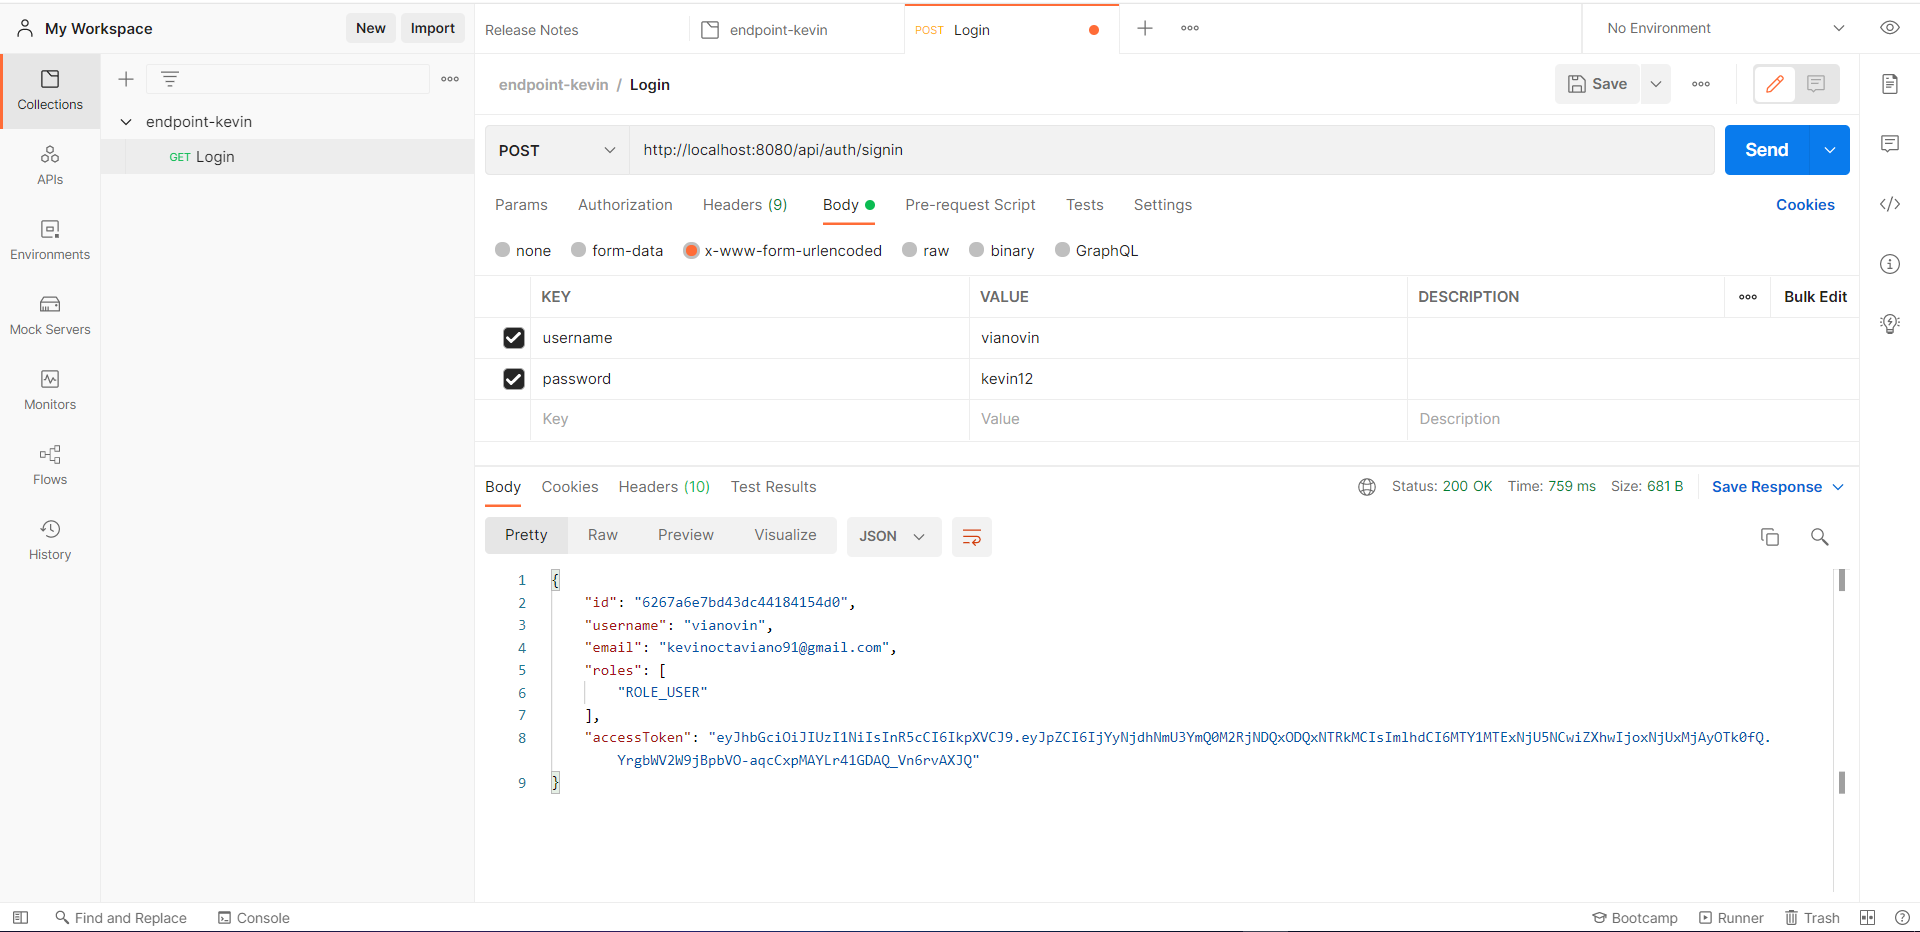 My Workspace
New
Import
Release Notes
endpoint-kevin
POST Login
No Environment
Collections
APIs
Environments
Mock Servers
Monitors
Flows
History
endpoint-kevin
GET Login
endpoint-kevin / Login
Save
POST
http://localhost:8080/api/auth/signin
Send
Params
Authorization
Headers (9)
Body
Pre-request Script
Tests
Settings
Cookies
none
form-data
x-www-form-urlencoded
raw
binary
GraphQL
KEY VALUE DESCRIPTION
Bulk Edit
username vianovin
password kevin12
Key Value Description
Body
Cookies
Headers (10)
Test Results
Status: 200 OK Time: 759 ms Size: 681 B
Save Response
Pretty
Raw
Preview
Visualize
JSON
1 {
2 "id": "6267a6e7bd43dc44184154d0",
3 "username": "vianovin",
4 "email": "kevinoctaviano91@gmail.com",
5 "roles": [
6 "ROLE_USER"
7 ],
8 "accessToken": "eyJhbGciOiJIUzI1NiIsInR5cCI6IkpXVCJ9.eyJpZCI6IjYyNjdhNmU3YmQ0M2RjNDQxODQxNTRkMCIsImlhdCI6MTY1MTExNjU5NCwiZXhwIjoxNjUxMjAyOTk0fQ.
YrgbWV2W9jBpbVO-aqcCxpMAYLr41GDAQ_Vn6rvAXJQ"
9 }
Find and Replace
Console
Bootcamp
Runner
Trash